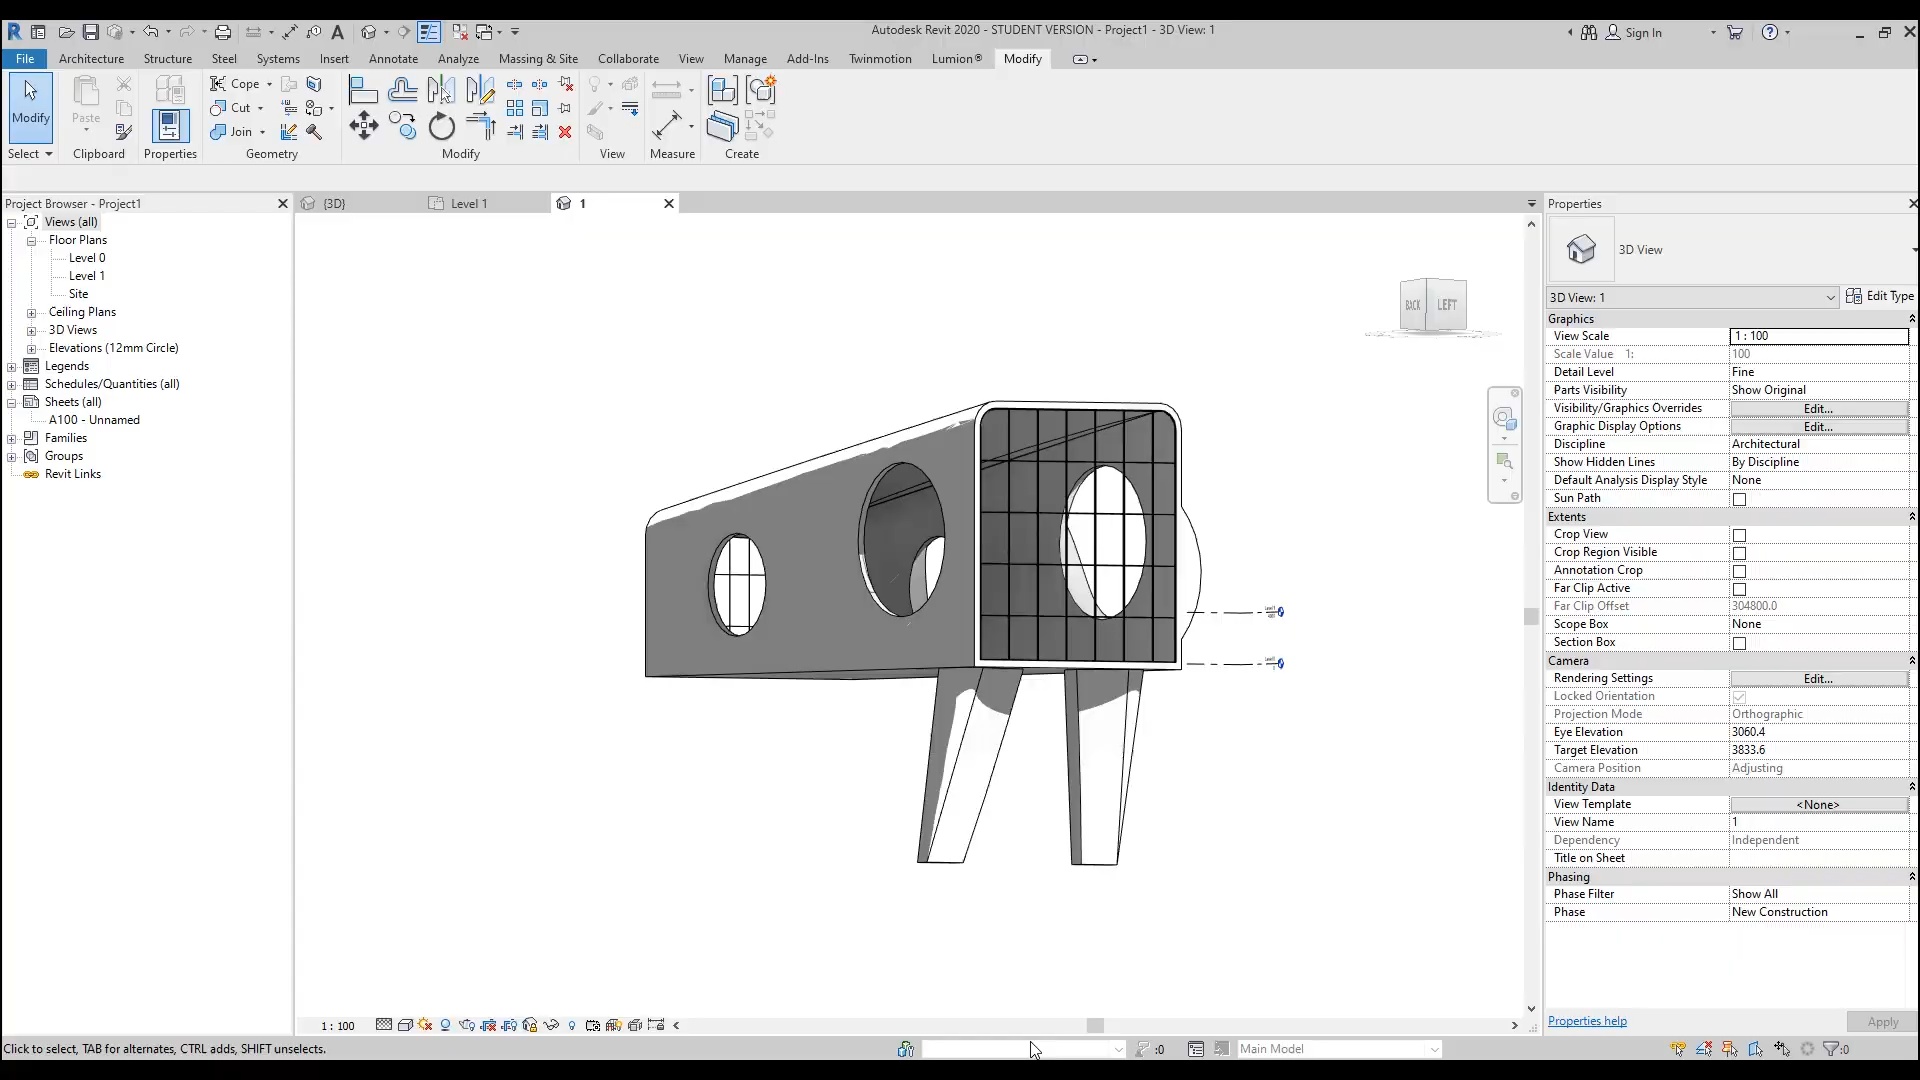 Autodesk Revit 2020 - STUDENT VERSION - Project1 - 3D View: 1
Sign In
File Architecture Structure Steel Systems Insert Annotate Analyze Massing & Site Collaborate View Manage Add-Ins Twinmotion Lumion® Modify
Modify
Paste
Cope
Cut
Join
Select Clipboard Properties Geometry Modify View Measure Create
Project Browser - Project1
Views (all)
Floor Plans
Level 0
Level 1
Site
Ceiling Plans
3D Views
Elevations (12mm Circle)
Legends
Schedules/Quantities (all)
Sheets (all)
A100 - Unnamed
Families
Groups
Revit Links
{3D}
Level 1
1
BACK
LEFT
Properties
3D View
3D View: 1
Edit Type
Graphics
View Scale 1 : 100
Scale Value 1: 100
Detail Level Fine
Parts Visibility Show Original
Visibility/Graphics Overrides Edit...
Graphic Display Options Edit...
Discipline Architectural
Show Hidden Lines By Discipline
Default Analysis Display Style None
Sun Path
Extents
Crop View
Crop Region Visible
Annotation Crop
Far Clip Active
Far Clip Offset 304800.0
Scope Box None
Section Box
Camera
Rendering Settings Edit...
Locked Orientation
Projection Mode Orthographic
Eye Elevation 3060.4
Target Elevation 3833.6
Camera Position Adjusting
Identity Data
View Template <None>
View Name 1
Dependency Independent
Title on Sheet
Phasing
Phase Filter Show All
Phase New Construction
Properties help
Apply
1 : 100
Click to select, TAB for alternates, CTRL adds, SHIFT unselects.
:0
Main Model
:0